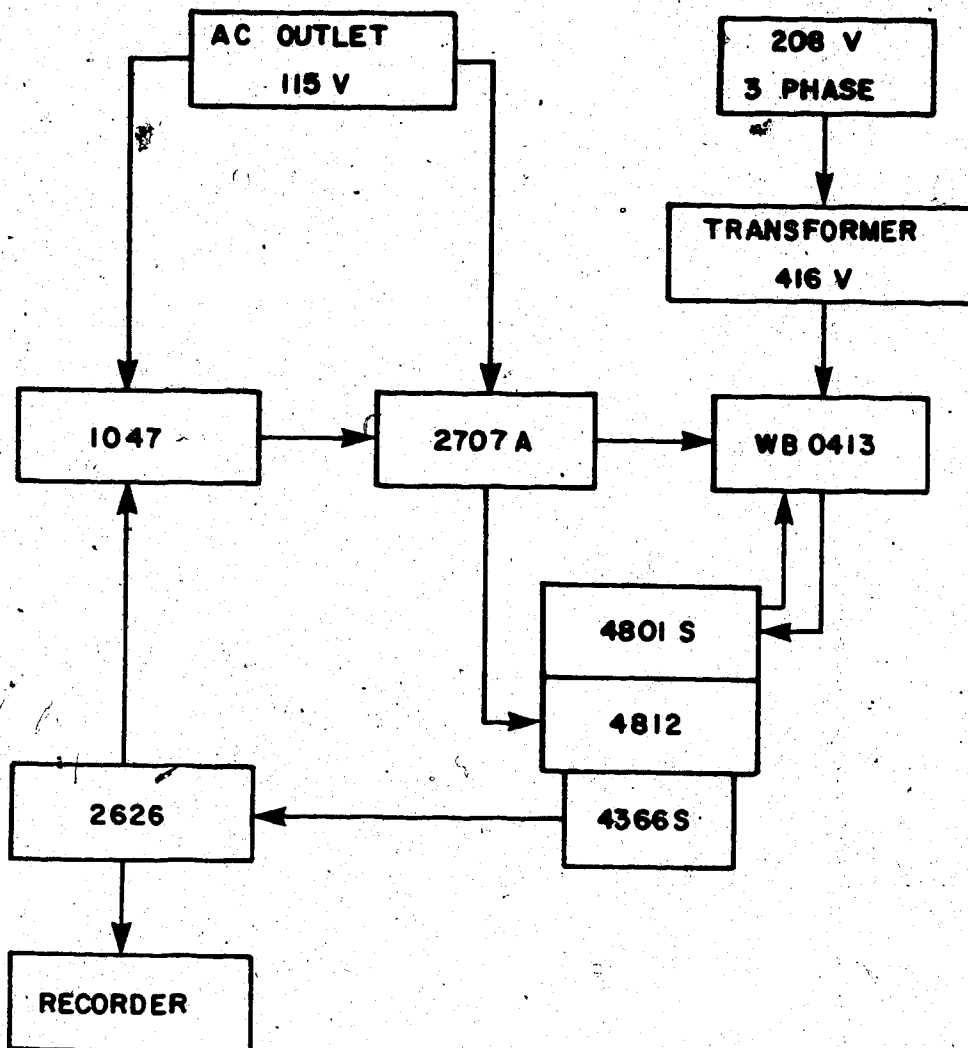 AC OUTLET
115 V
208 V
3 PHASE
TRANSFORMER
416 V
1047
2707 A
WB 0413
4801 S
4812
2626
4366 S
RECORDER